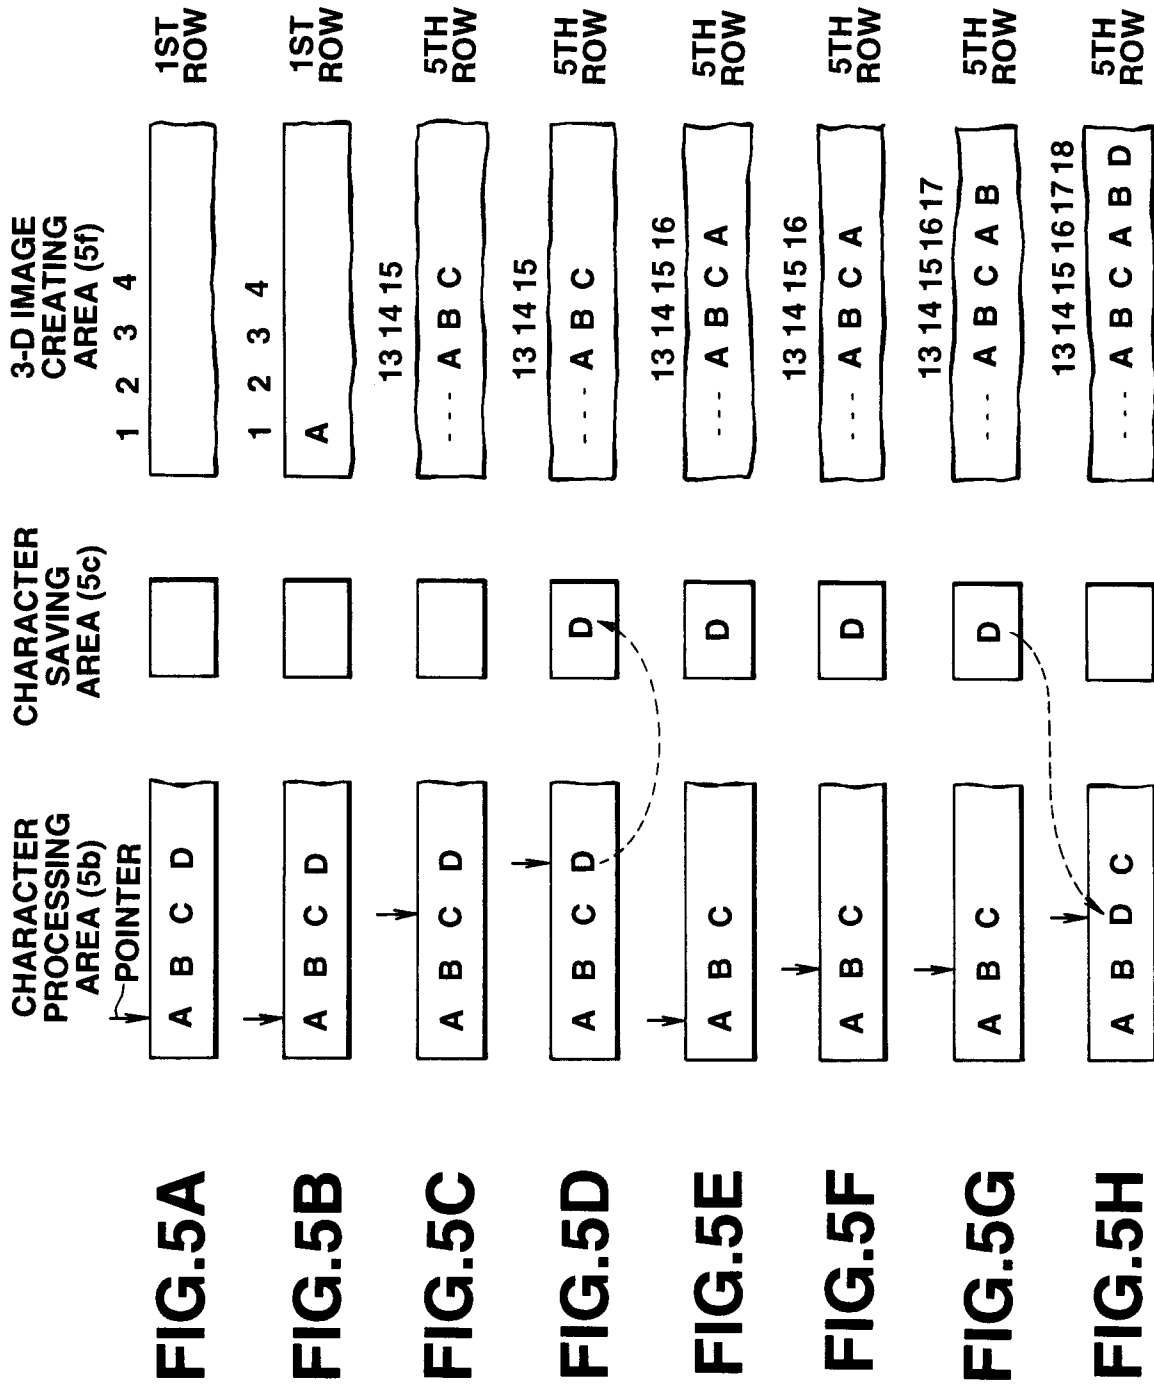 CHARACTER
PROCESSING
AREA (5b)
CHARACTER
SAVING
AREA (5c)
3-D IMAGE
CREATING
AREA (5f)
POINTER
1 2 3 4
FIG.5A
A B C D
1ST
ROW
1 2 3 4
FIG.5B
A B C D
A
1ST
ROW
13 14 15
FIG.5C
A B C D
---- A B C
5TH
ROW
13 14 15
FIG.5D
A B C D
D
---- A B C
5TH
ROW
13 14 15 16
FIG.5E
A B C
D
--- A B C A
5TH
ROW
13 14 15 16
FIG.5F
A B C
D
--- A B C A
5TH
ROW
13 14 15 16 17
FIG.5G
A B C
D
--- A B C A B
5TH
ROW
13 14 15 16 17 18
FIG.5H
A B D C
--- A B C A B D
5TH
ROW